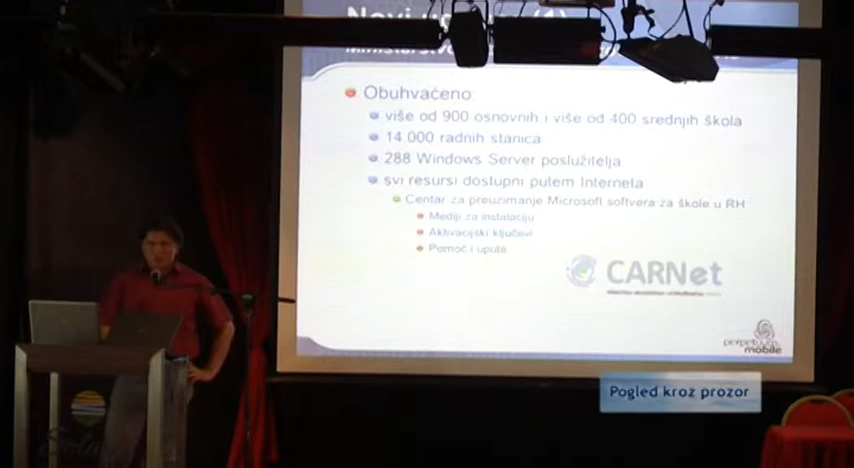 Obuhvaćeno:
više od 900 osnovnih i više od 400 srednjih škola
14 000 radnih stanica
288 Windows Server poslužitelja
svi resursi dostupni putem Interneta
Centar za preuzimanje Microsoft softvera za škole u RH
Mediji za instalaciju
Aktivacijski ključevi
Pomoć i upute
CARNet
perpetuum
mobile
Pogled kroz prozor